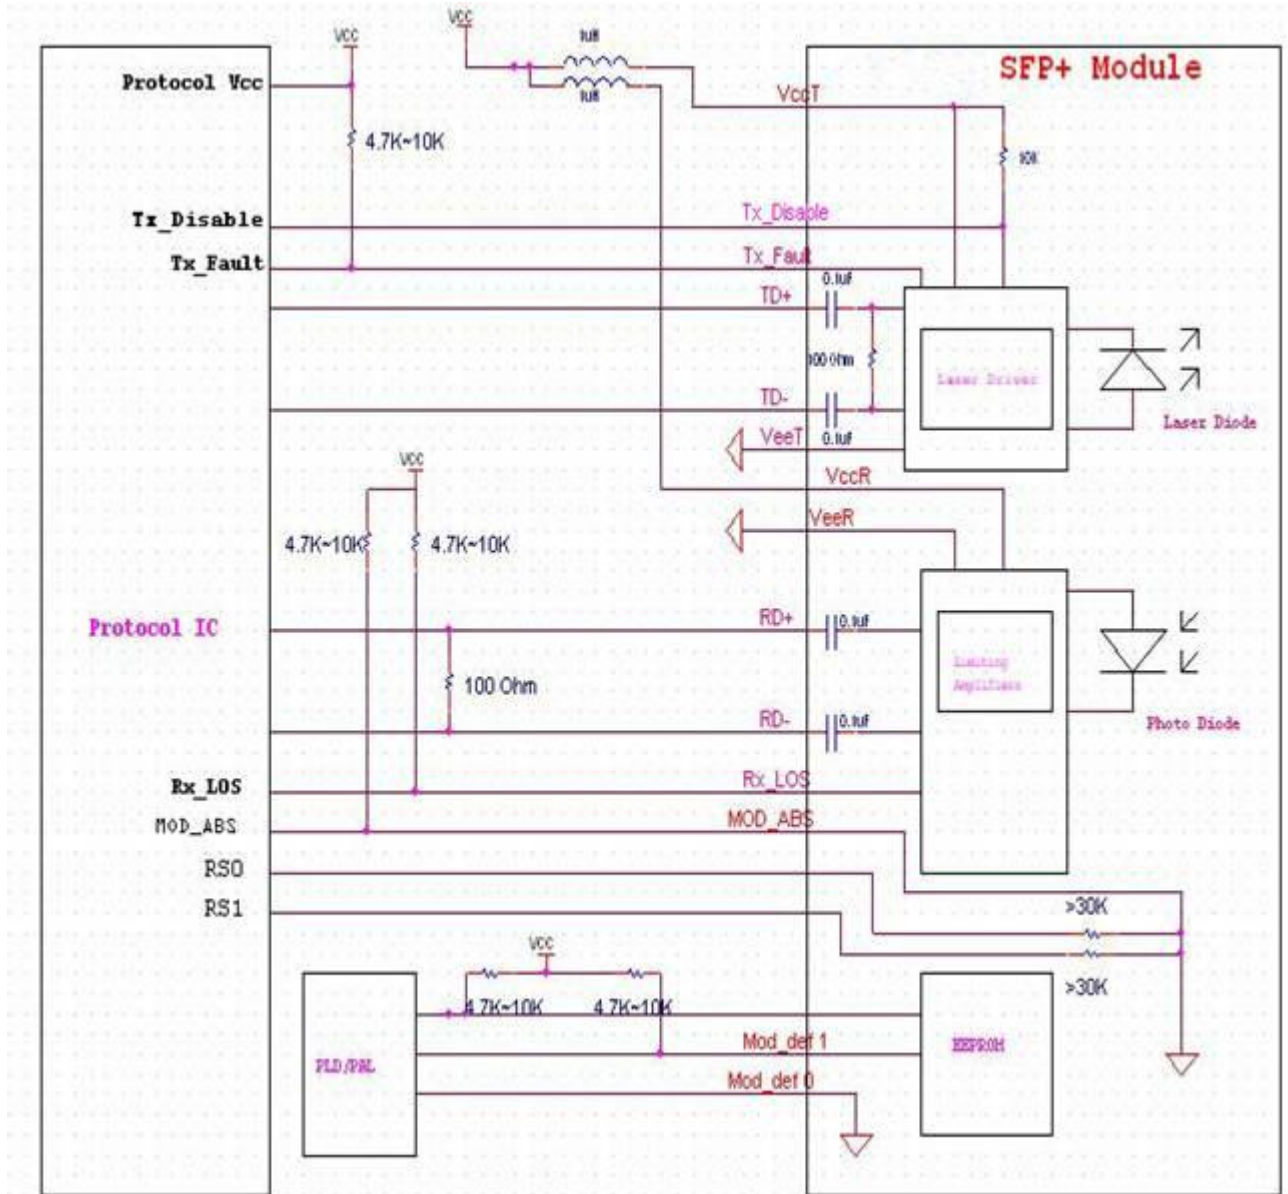 Vcc
Vcc
1uH
1uH
SFP+ Module
Protocol Vcc
VccT
4.7K~10K
10K
Tx_Disable
Tx_Disable
Tx_Fault
Tx_Fault
0.1uf
TD+
100 Ohm
Laser Driver
TD-
0.1uf
Laser Diode
VeeT
Vcc
VccR
VeeR
4.7K~10K
4.7K~10K
Protocol IC
RD+
0.1uf
Limiting
Amplifiers
100 Ohm
RD-
0.1uf
Photo Diode
Rx_LOS
Rx_LOS
MOD_ABS
MOD_ABS
RS0
RS1
>30K
>30K
Vcc
4.7K~10K
4.7K~10K
Mod_def 1
EEPROM
PLD/PAL
Mod_def 0